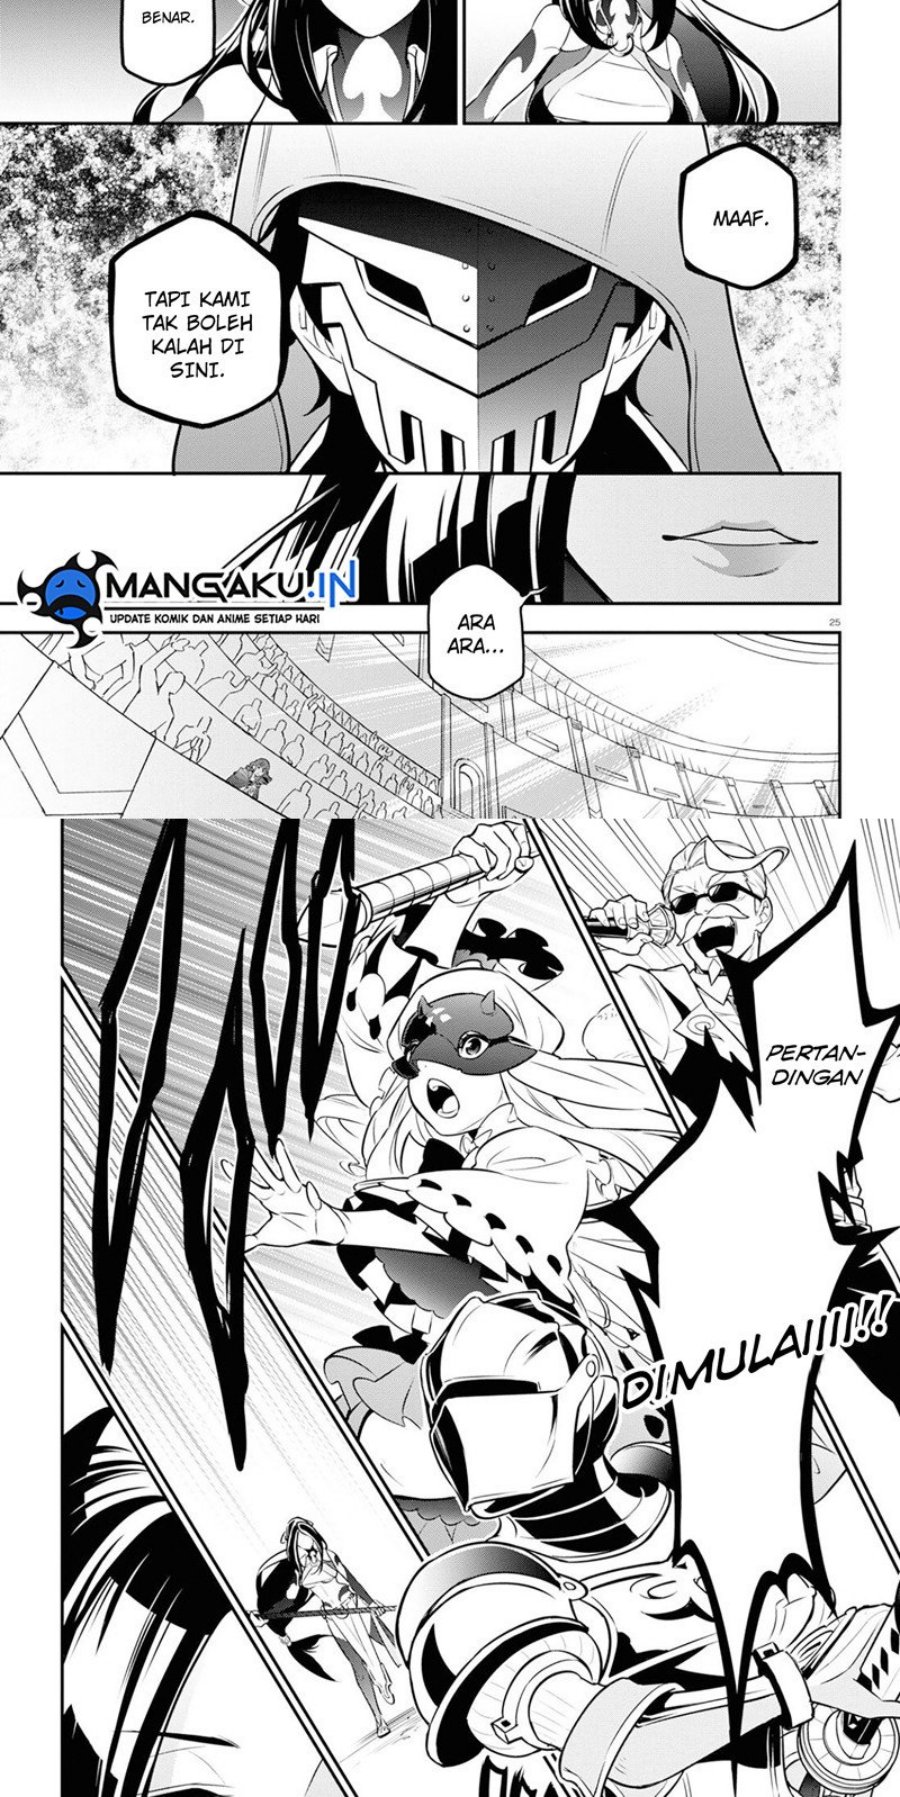 BENAR.
MAAF.
TAPI KAMI
TAK BOLEH
KALAH DI
SINI.
MANGAKU.IN
UPDATE KOMIK DAN ANIME SETIAP HARI
25
ARA
ARA...
PERTAN-
DINGAN
DIMULAIIII!!